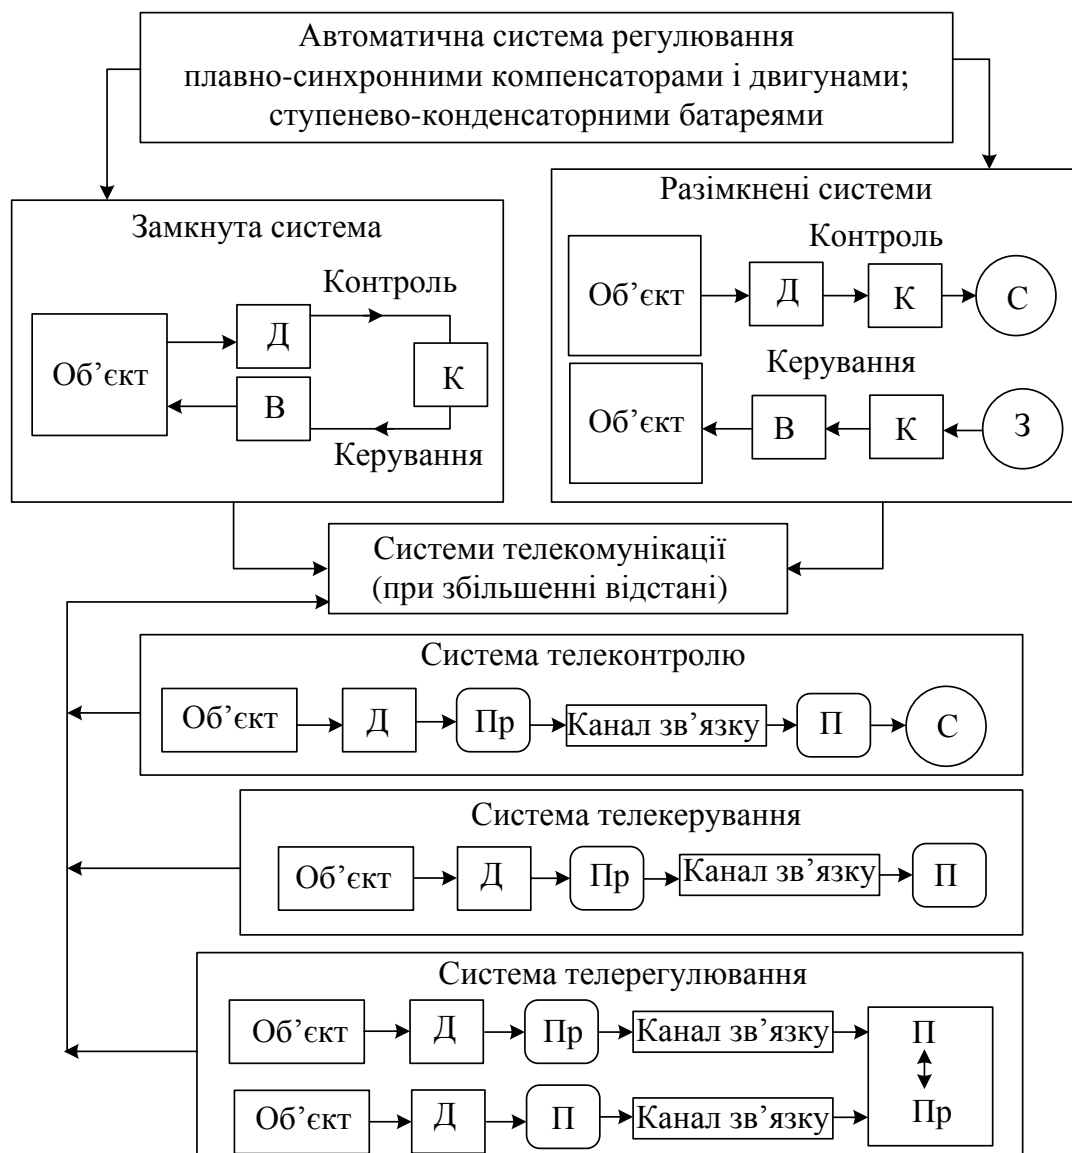 Автоматична система регулювання
плавно-синхронними компенсаторами і двигунами;
ступенево-конденсаторними батареями
Замкнута система
Контроль
Об’єкт
Д
К
В
Керування
Разімкнені системи
Контроль
Об’єкт
Д
К
С
Керування
Об’єкт
В
К
З
Системи телекомунікації
(при збільшенні відстані)
Система телеконтролю
Об’єкт
Д
Пр
Канал зв’язку
П
С
Система телекерування
Об’єкт
Д
Пр
Канал зв’язку
П
Система телерегулювання
Об’єкт
Д
Пр
Канал зв’язку
П
Об’єкт
Д
П
Канал зв’язку
Пр